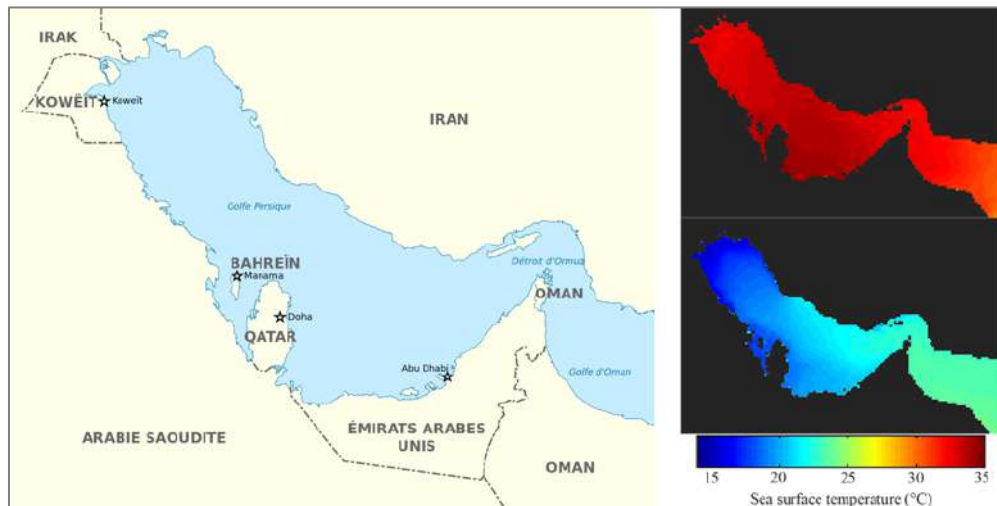 IRAK
KOWEÏT
Koweït
IRAN
Golfe Persique
BAHREÏN
Manama
Détroit d'Ormuz
OMAN
Doha
QATAR
Abu Dhabi
Golfe d'Oman
ARABIE SAOUDITE
ÉMIRATS ARABES
UNIS
OMAN
15 20 25 30 35
Sea surface temperature (°C)